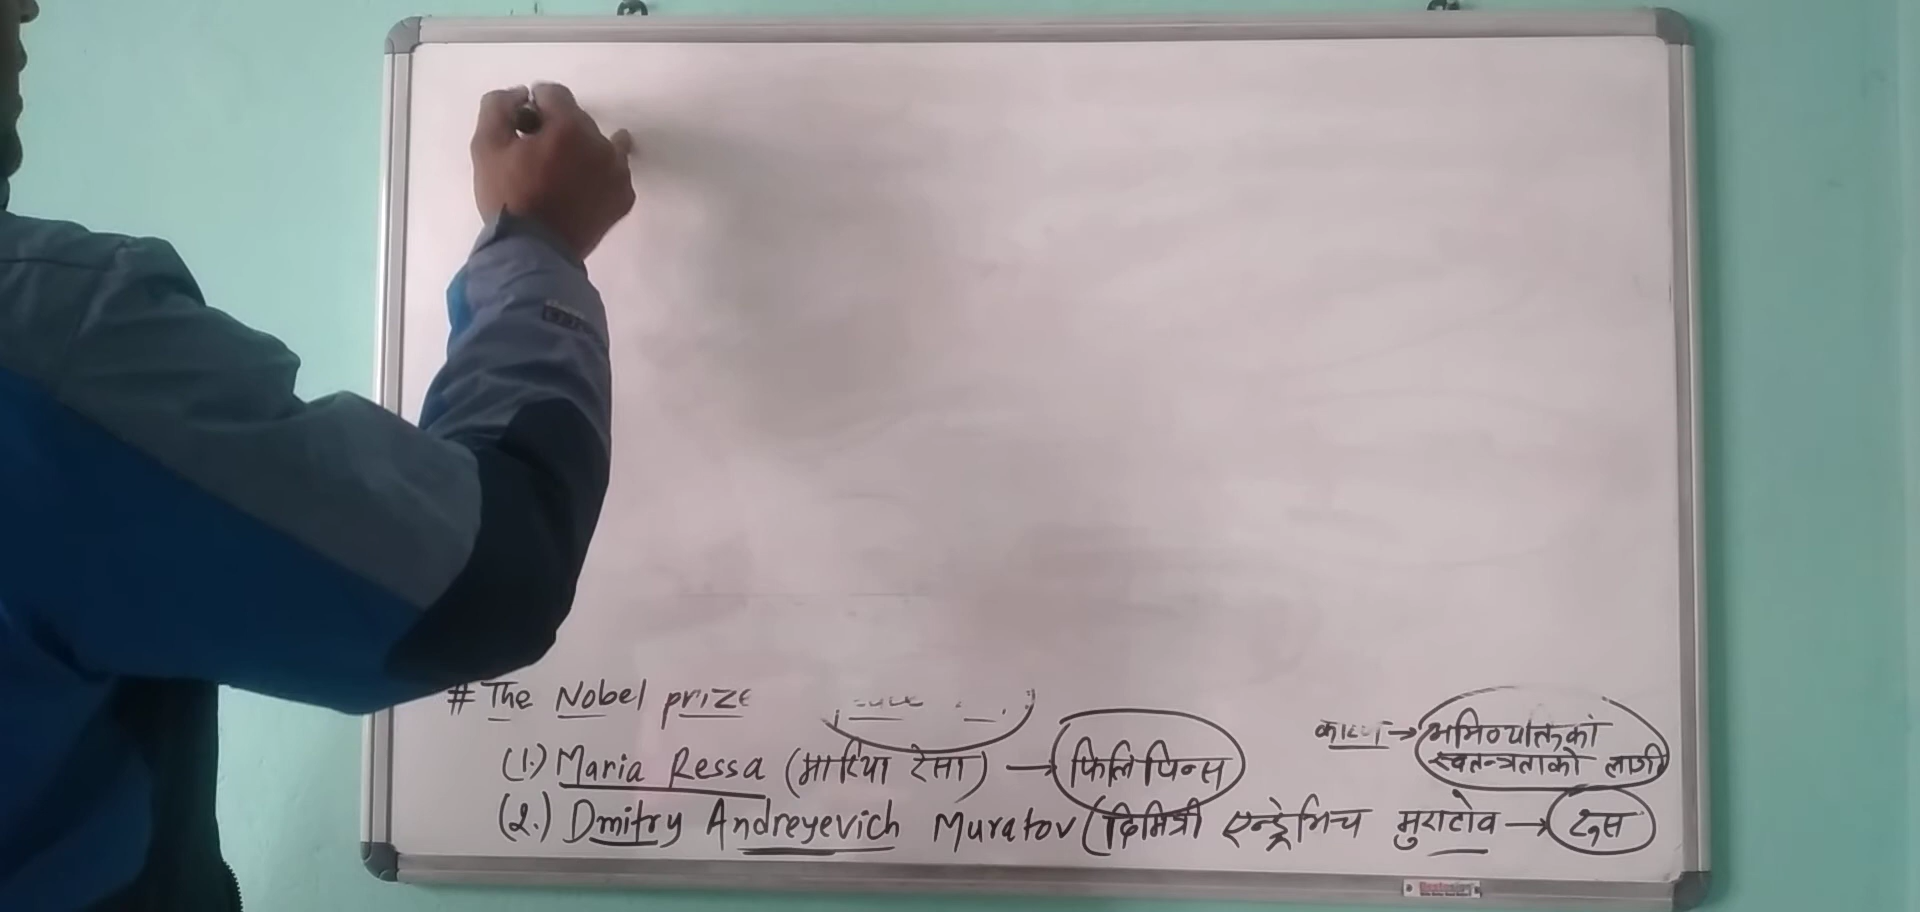 # The Nobel prize
कारण → अभिव्यक्तिको
स्वतन्त्रताको लागी
(1.) Maria Ressa (मारिया रेसा) → फिलिपिन्स
(2.) Dmitry Andreyevich Muratov (दिमित्री एन्ड्रेभिच मुराटोव → रुस